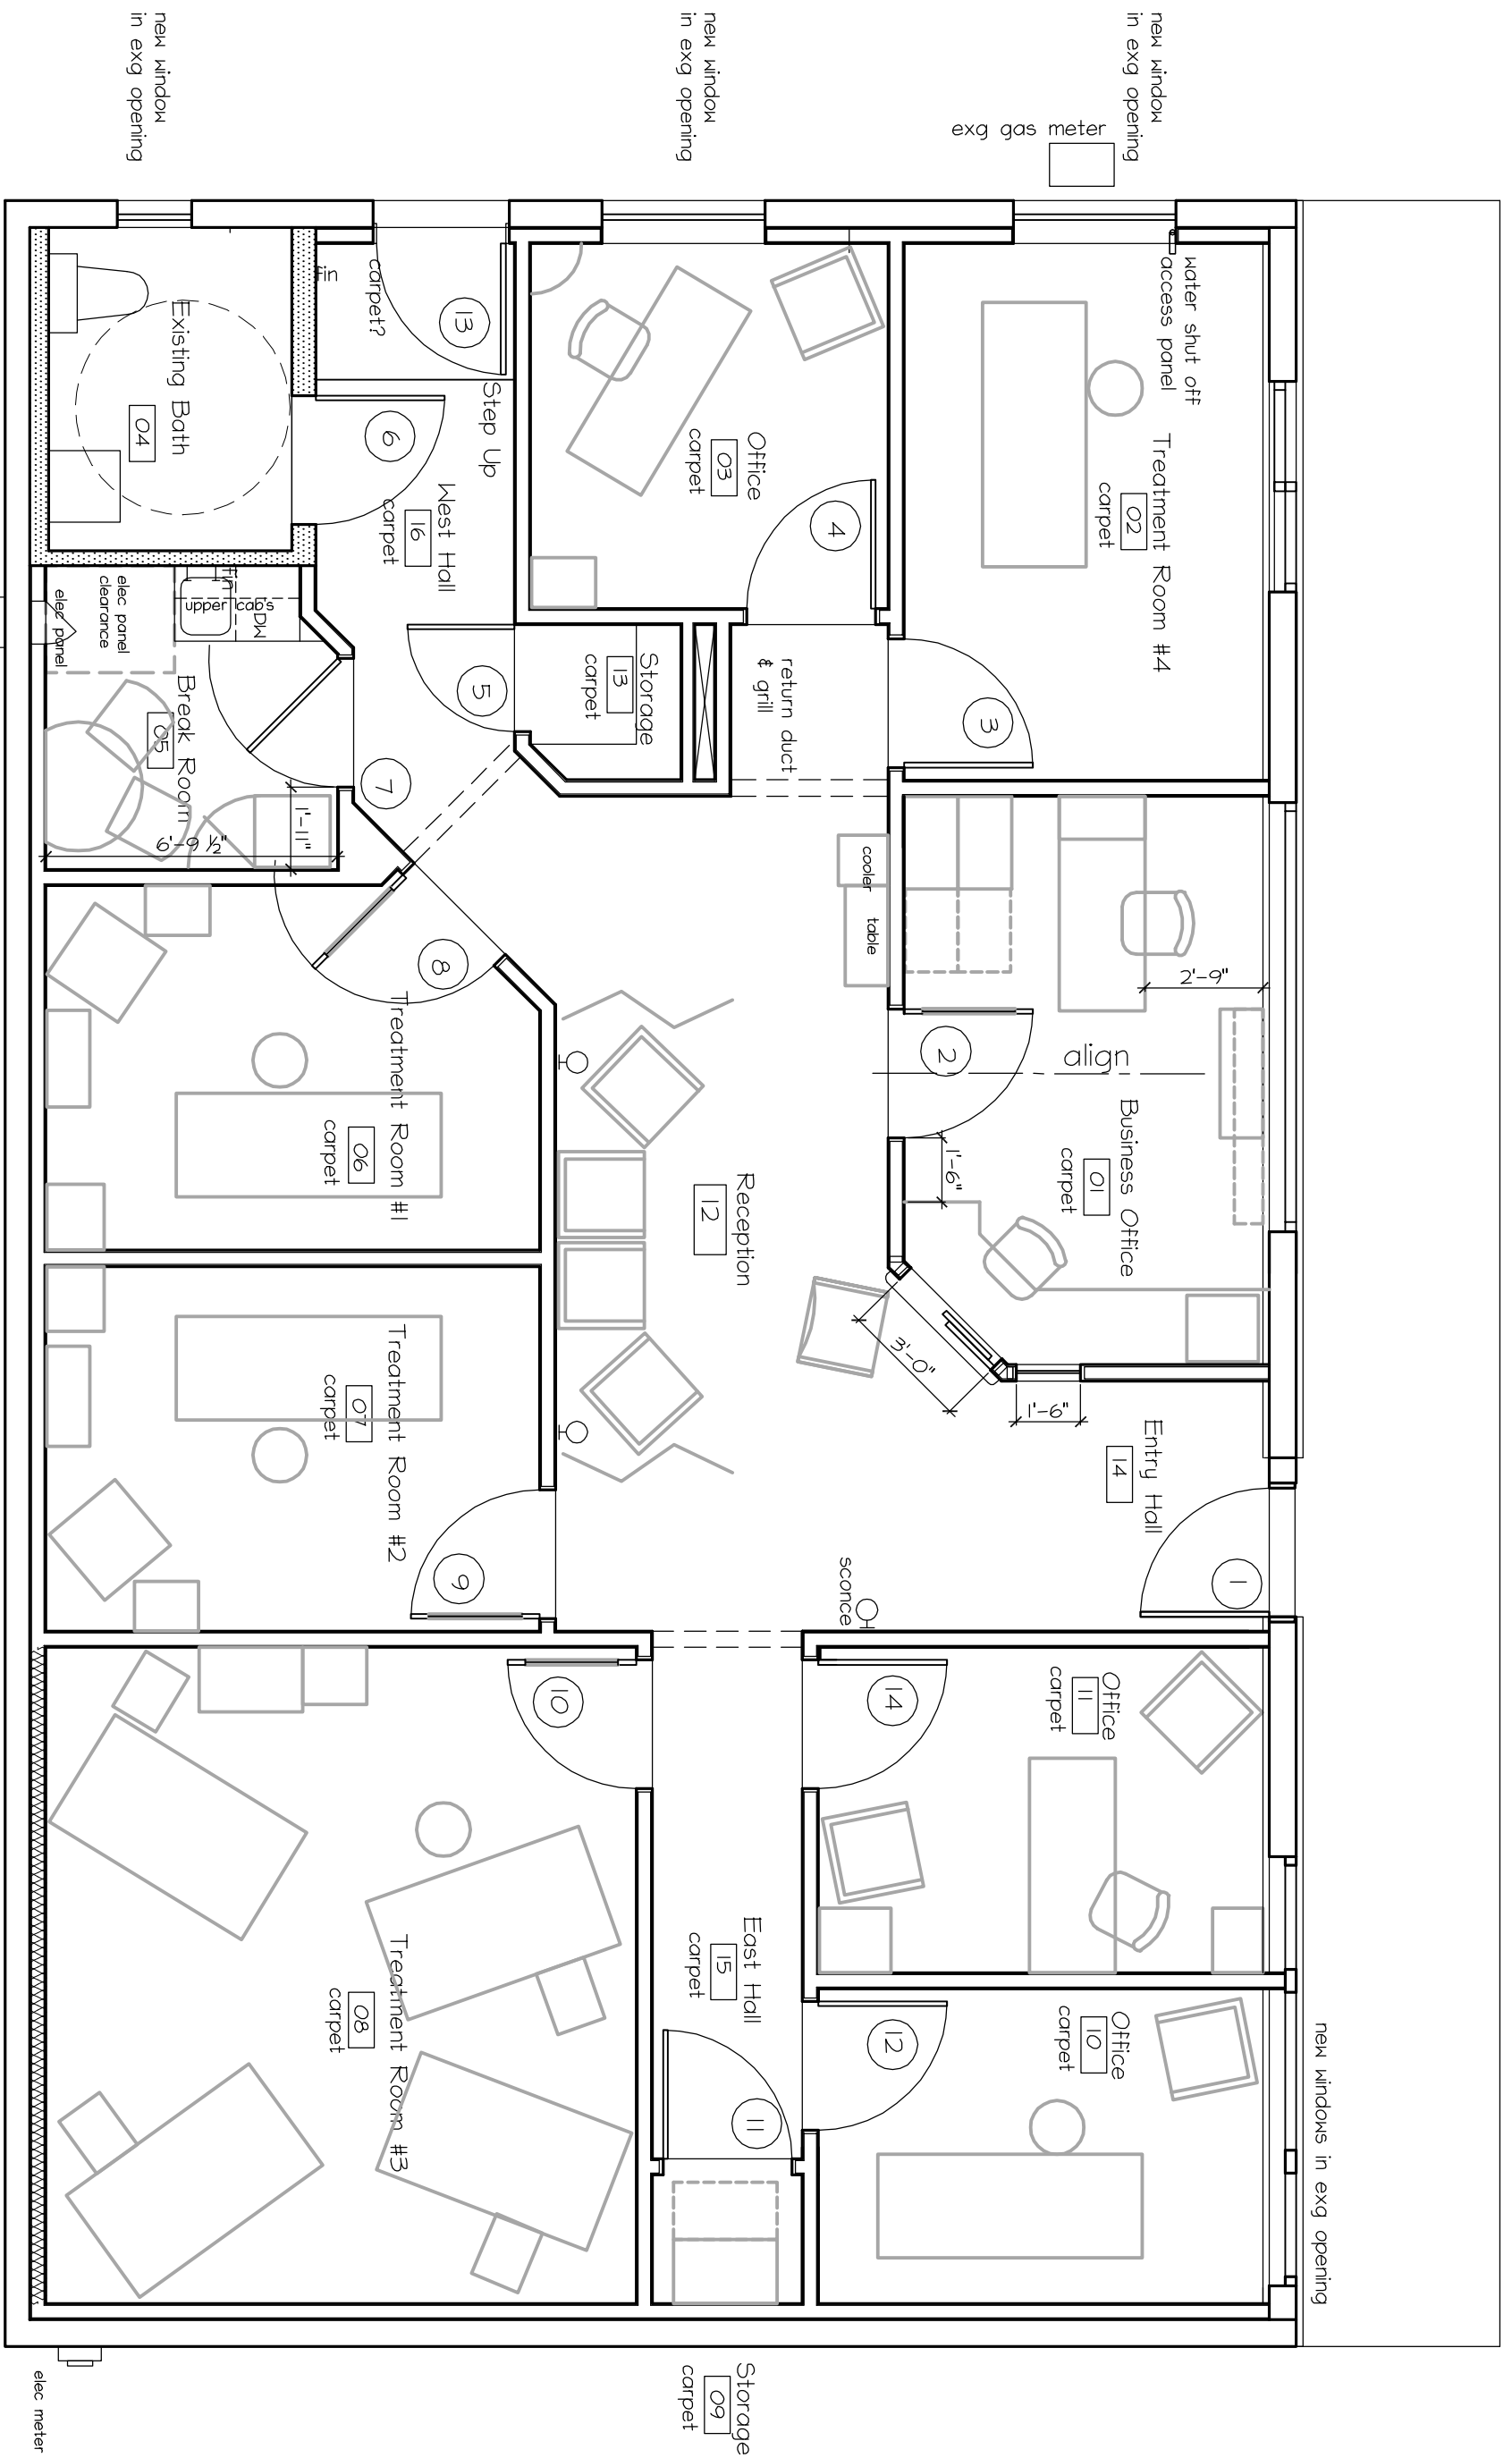 new window
in exg opening
new window
in exg opening
new window
in exg opening
exg gas meter
water shut off
access panel
Treatment Room #4
02
carpet
3
Office
03
carpet
4
return duct
& grill
fin
carpet?
13
Step Up
West Hall
16
carpet
6
Existing Bath
04
Storage
13
carpet
5
elec panel
elec panel
clearance
fin
upper cab's
DW
Break Room
05
7
1'-11"
6'-9 ½"
cooler
table
2'-9"
align
Business Office
01
carpet
2
1'-6"
3'-0"
1'-6"
8
Treatment Room #1
06
carpet
Reception
12
Entry Hall
14
1
sconce
Treatment Room #2
07
carpet
9
10
14
Office
11
carpet
East Hall
15
carpet
Treatment Room #3
08
carpet
12
11
Office
10
carpet
new windows in exg opening
Storage
09
carpet
elec meter